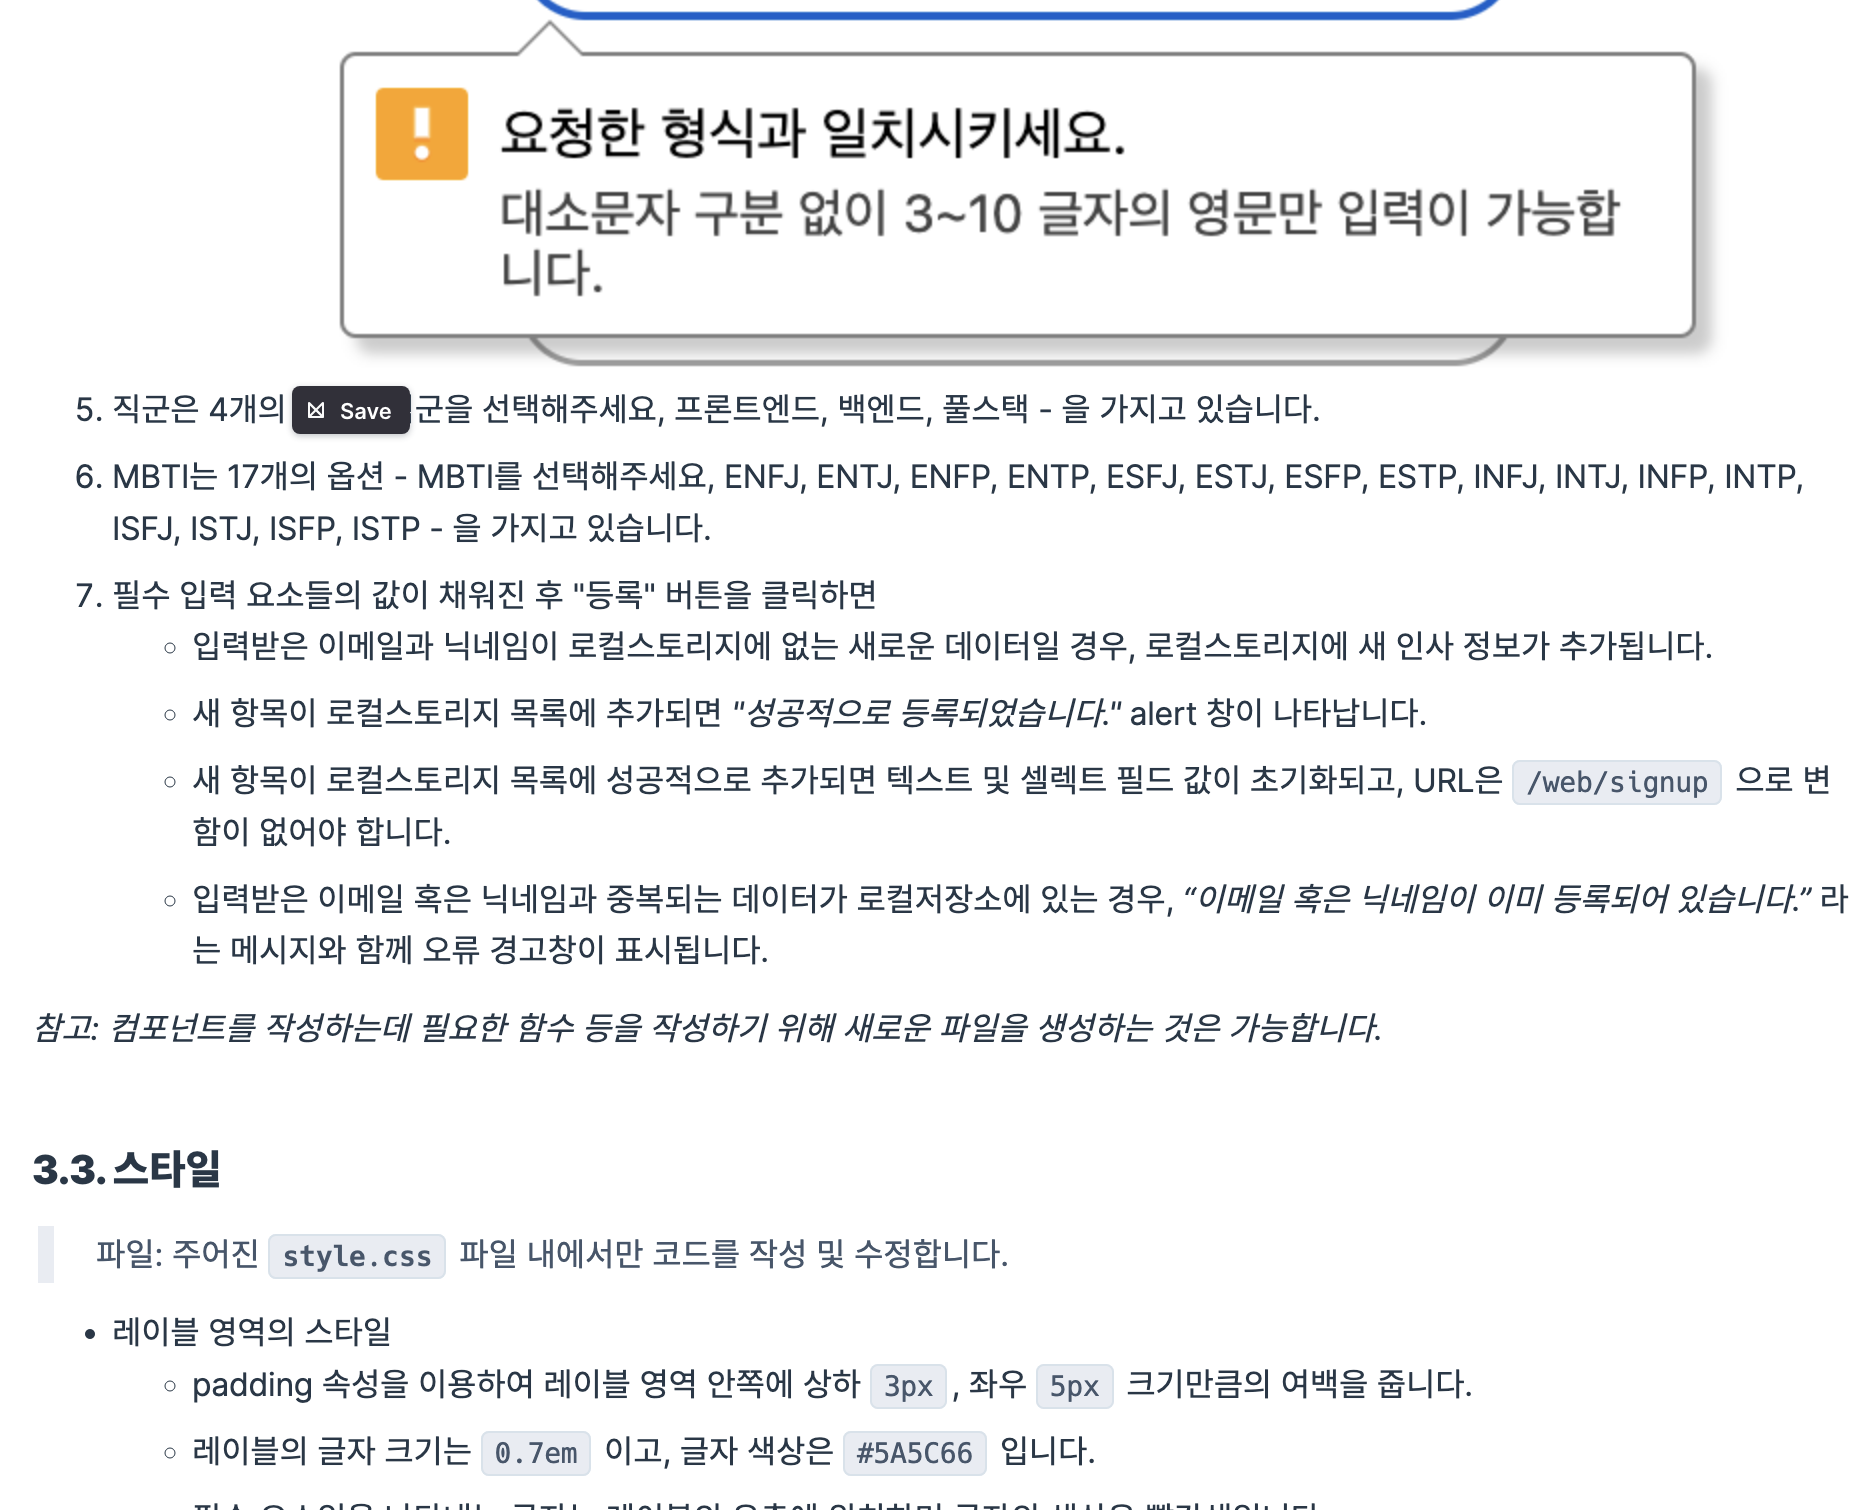 요청한 형식과 일치시키세요.
대소문자 구분 없이 3~10 글자의 영문만 입력이 가능합
니다.
5. 직군은 4개의 Save 군을 선택해주세요, 프론트엔드, 백엔드, 풀스택 - 을 가지고 있습니다.
6. MBTI는 17개의 옵션 - MBTI를 선택해주세요, ENFJ, ENTJ, ENFP, ENTP, ESFJ, ESTJ, ESFP, ESTP, INFJ, INTJ, INFP, INTP,
ISFJ, ISTJ, ISFP, ISTP - 을 가지고 있습니다.
7. 필수 입력 요소들의 값이 채워진 후 "등록" 버튼을 클릭하면
입력받은 이메일과 닉네임이 로컬스토리지에 없는 새로운 데이터일 경우, 로컬스토리지에 새 인사 정보가 추가됩니다.
새 항목이 로컬스토리지 목록에 추가되면 "성공적으로 등록되었습니다." alert 창이 나타납니다.
새 항목이 로컬스토리지 목록에 성공적으로 추가되면 텍스트 및 셀렉트 필드 값이 초기화되고, URL은 /web/signup 으로 변
함이 없어야 합니다.
입력받은 이메일 혹은 닉네임과 중복되는 데이터가 로컬저장소에 있는 경우, “이메일 혹은 닉네임이 이미 등록되어 있습니다.” 라
는 메시지와 함께 오류 경고창이 표시됩니다.
참고: 컴포넌트를 작성하는데 필요한 함수 등을 작성하기 위해 새로운 파일을 생성하는 것은 가능합니다.
3.3. 스타일
파일: 주어진 style.css 파일 내에서만 코드를 작성 및 수정합니다.
레이블 영역의 스타일
padding 속성을 이용하여 레이블 영역 안쪽에 상하 3px , 좌우 5px 크기만큼의 여백을 줍니다.
레이블의 글자 크기는 0.7em 이고, 글자 색상은 #5A5C66 입니다.